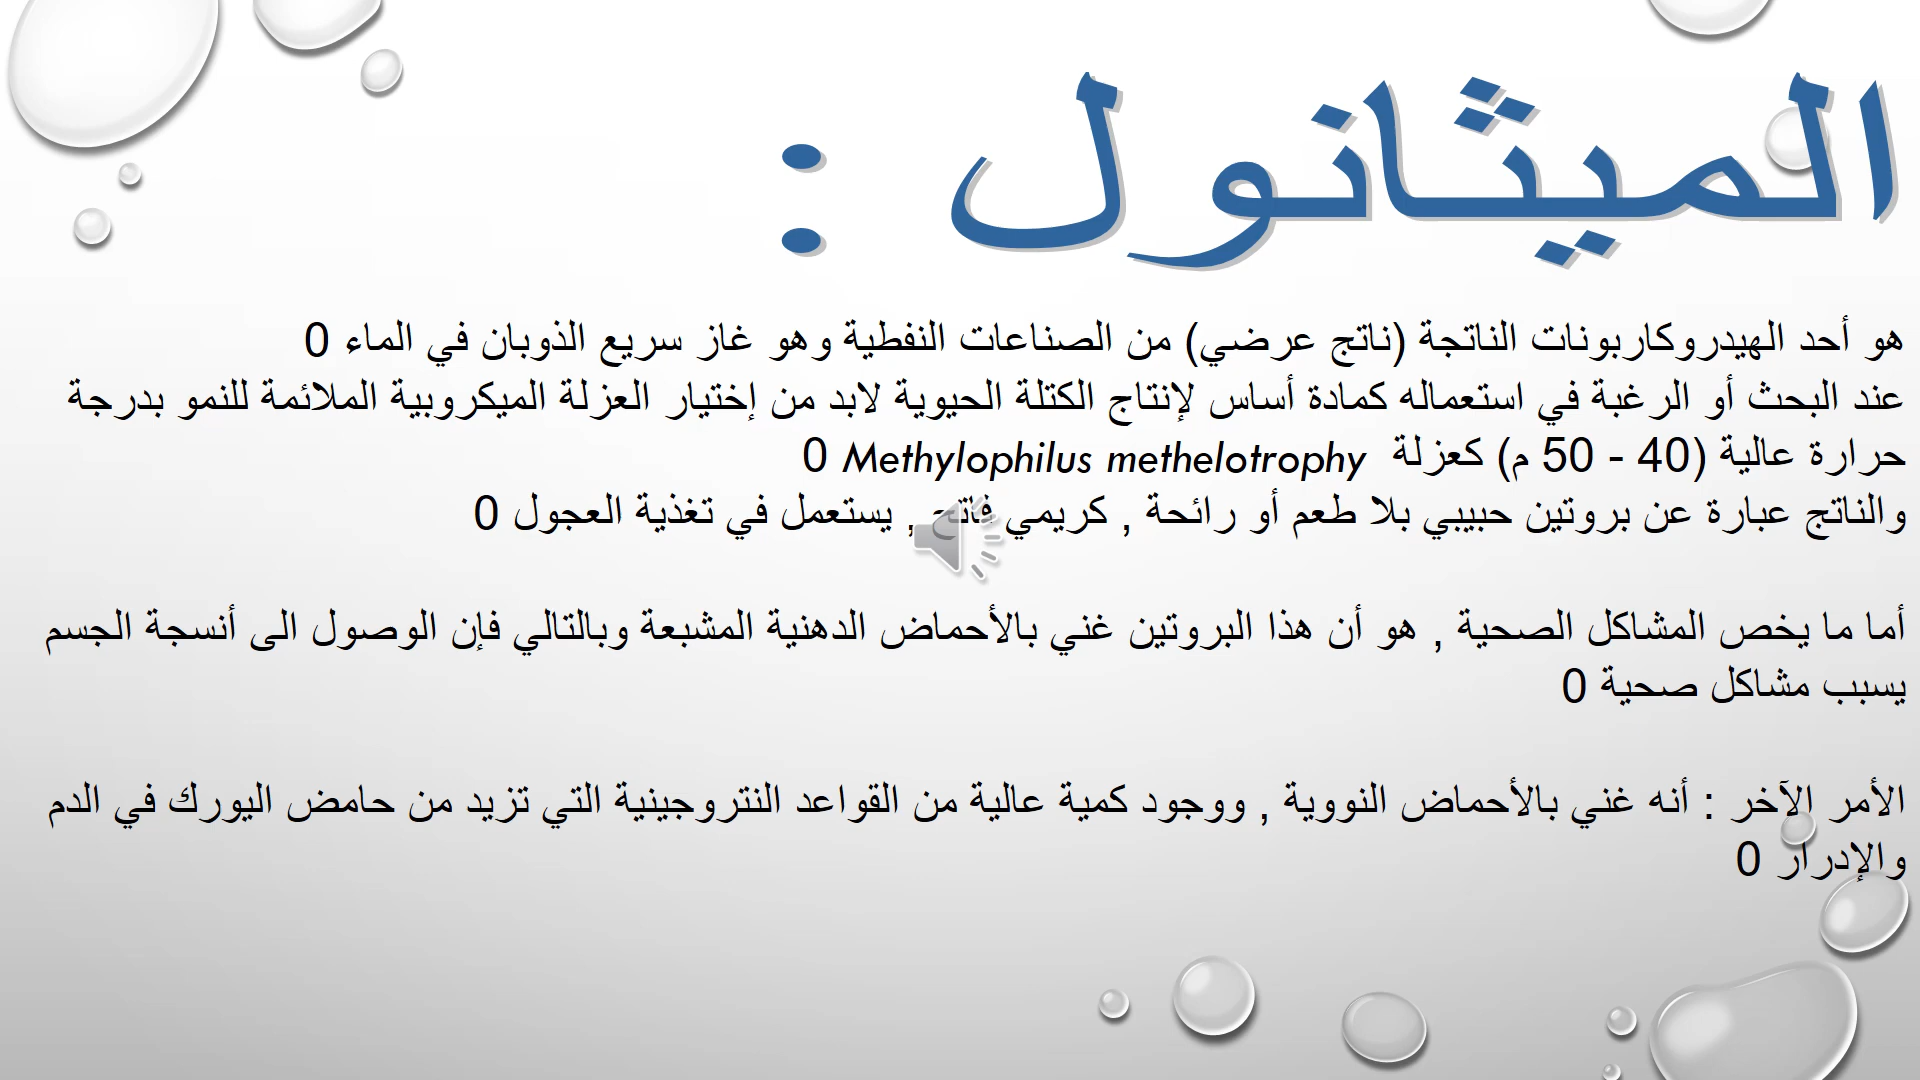 الميثانول :
هو أحد الهيدروكاربونات الناتجة (ناتج عرضي) من الصناعات النفطية وهو غاز سريع الذوبان في الماء 0
عند البحث أو الرغبة في استعماله كمادة أساس لإنتاج الكتلة الحيوية لابد من إختيار العزلة الميكروبية الملائمة للنمو بدرجة
حرارة عالية (40 - 50 م) كعزلة Methylophilus methelotrophy 0
والناتج عبارة عن بروتين حبيبي بلا طعم أو رائحة , كريمي فاتح , يستعمل في تغذية العجول 0
أما ما يخص المشاكل الصحية , هو أن هذا البروتين غني بالأحماض الدهنية المشبعة وبالتالي فإن الوصول الى أنسجة الجسم
يسبب مشاكل صحية 0
الأمر الآخر : أنه غني بالأحماض النووية , ووجود كمية عالية من القواعد النتروجينية التي تزيد من حامض اليورك في الدم
والإدرار 0